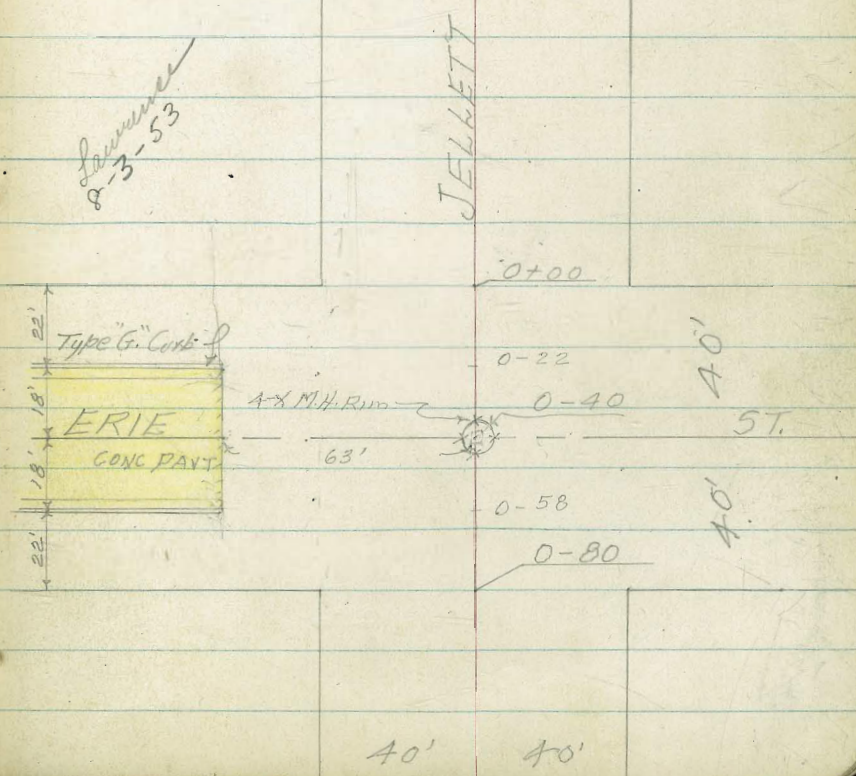 Lawrence
8-3-53
JELLETT
0+00
22'
Type "G." Curb
0-22
40'
18'
4-X M.H. Rim
0-40
ERIE
ST.
CONC PAVT
63'
18'
0-58
40'
22'
0-80
40' 40'